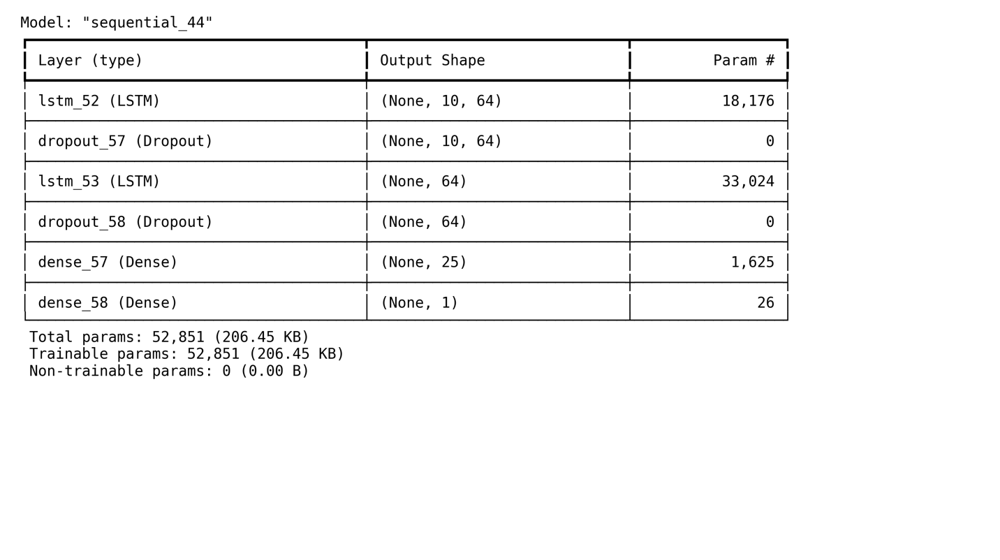 Model: "sequential_44"
Layer (type) Output Shape Param #
lstm_52 (LSTM) (None, 10, 64) 18,176
dropout_57 (Dropout) (None, 10, 64) 0
lstm_53 (LSTM) (None, 64) 33,024
dropout_58 (Dropout) (None, 64) 0
dense_57 (Dense) (None, 25) 1,625
dense_58 (Dense) (None, 1) 26
Total params: 52,851 (206.45 KB)
Trainable params: 52,851 (206.45 KB)
Non-trainable params: 0 (0.00 B)